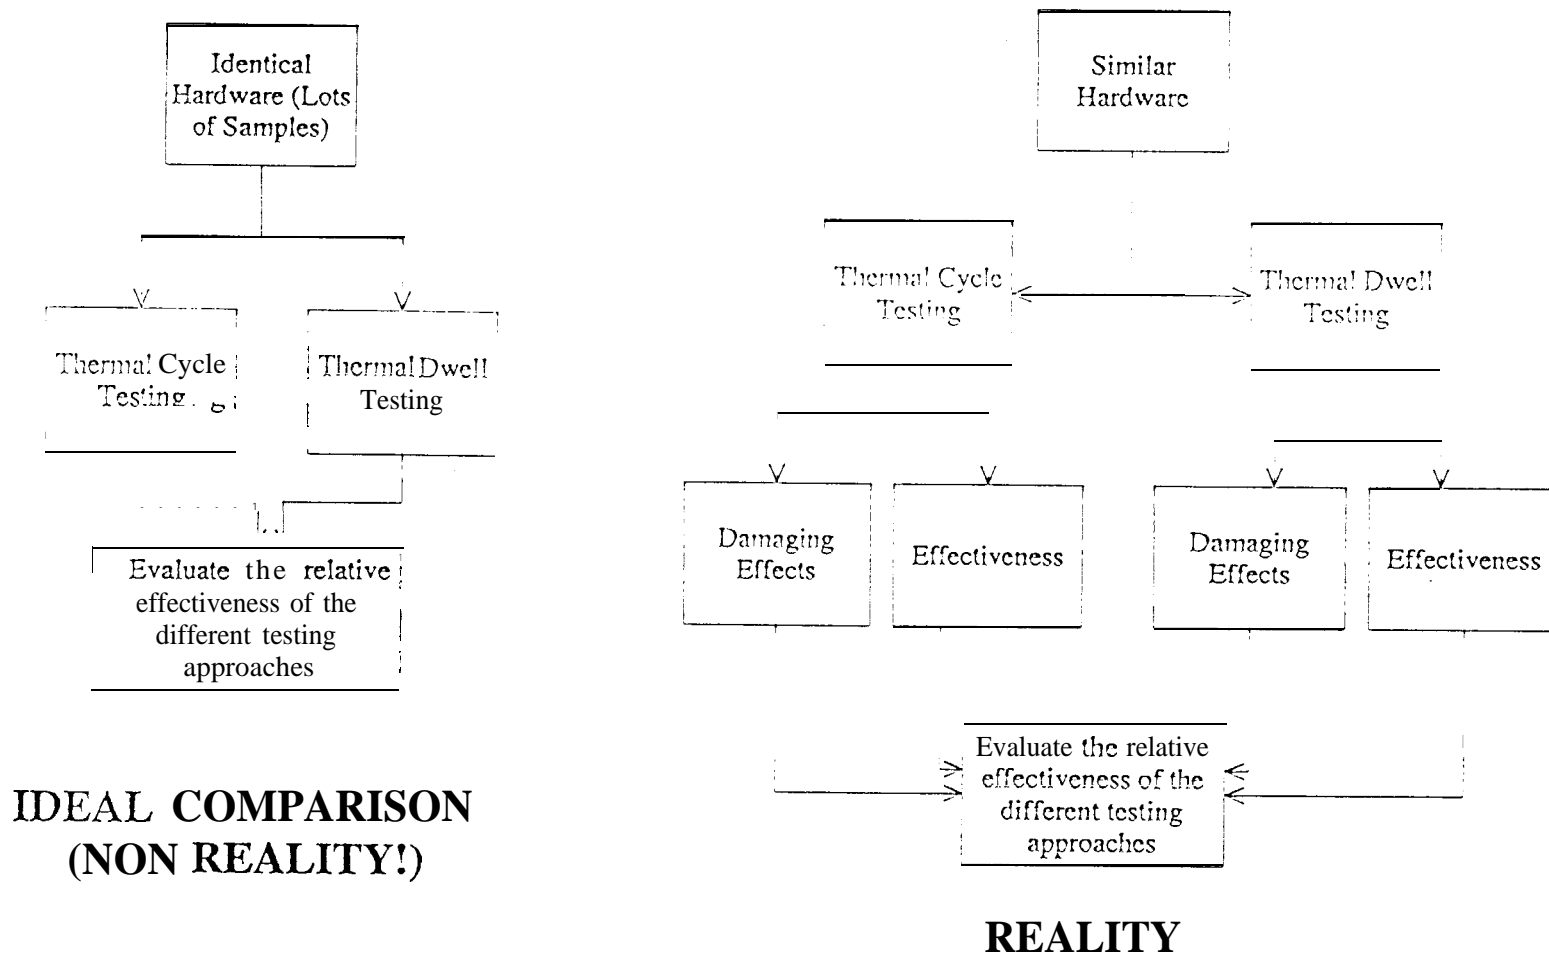 Identical
Hardware (Lots
of Samples)
Thermal Cycle
Testing. g
Thermal Dwell
Testing
Evaluate the relative
effectiveness of the
different testing
approaches
IDEAL COMPARISON
(NON REALITY!)
Similar
Hardware
Thermal Cycle
Testing
Thermal Dwell
Testing
Damaging
Effects
Effectiveness
Damaging
Effects
Effectiveness
Evaluate the relative
effectiveness of the
different testing
approaches
REALITY